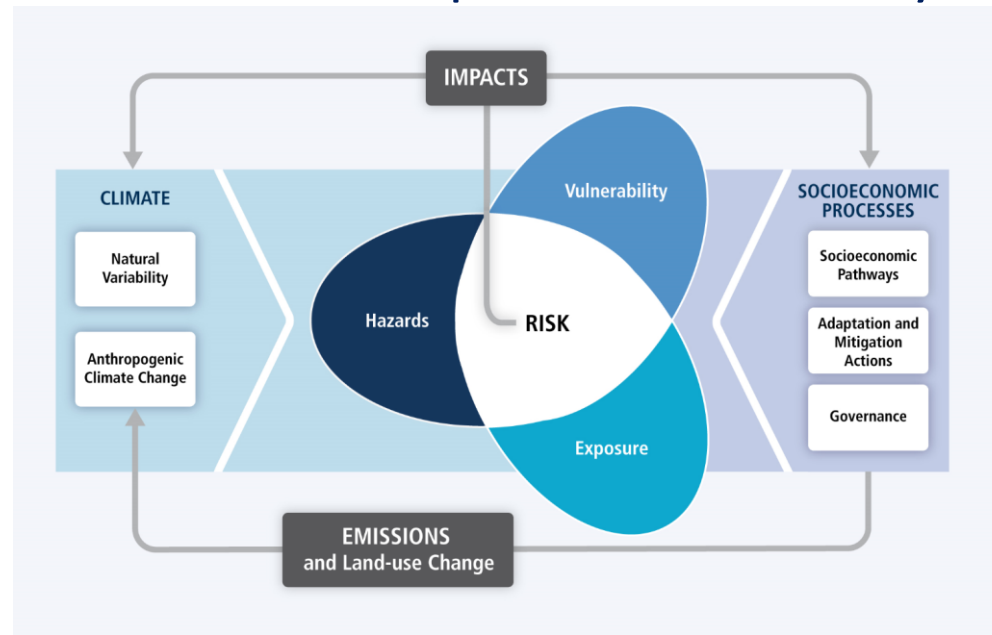 IMPACTS
CLIMATE
Natural
Variability
Anthropogenic
Climate Change
Vulnerability
Hazards
RISK
Exposure
SOCIOECONOMIC
PROCESSES
Socioeconomic
Pathways
Adaptation and
Mitigation
Actions
Governance
EMISSIONS
and Land-use Change